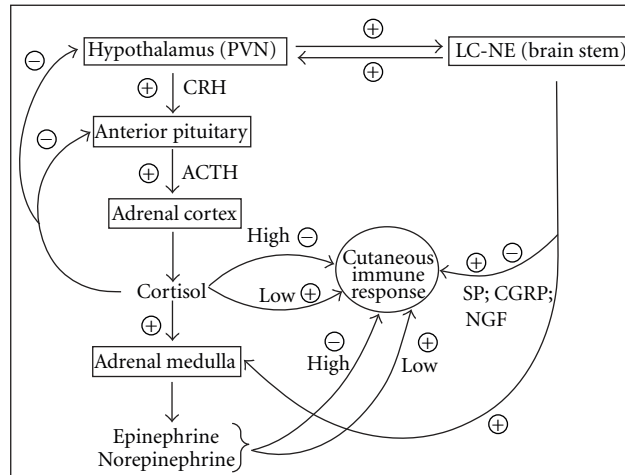 Hypothalamus (PVN)
LC-NE (brain stem)
+
+
−
+
CRH
−
Anterior pituitary
+
ACTH
Adrenal cortex
High −
Cutaneous
immune
response
+ −
SP; CGRP;
NGF
Cortisol
Low +
+
−
High
+
Low
Adrenal medulla
+
Epinephrine
Norepinephrine